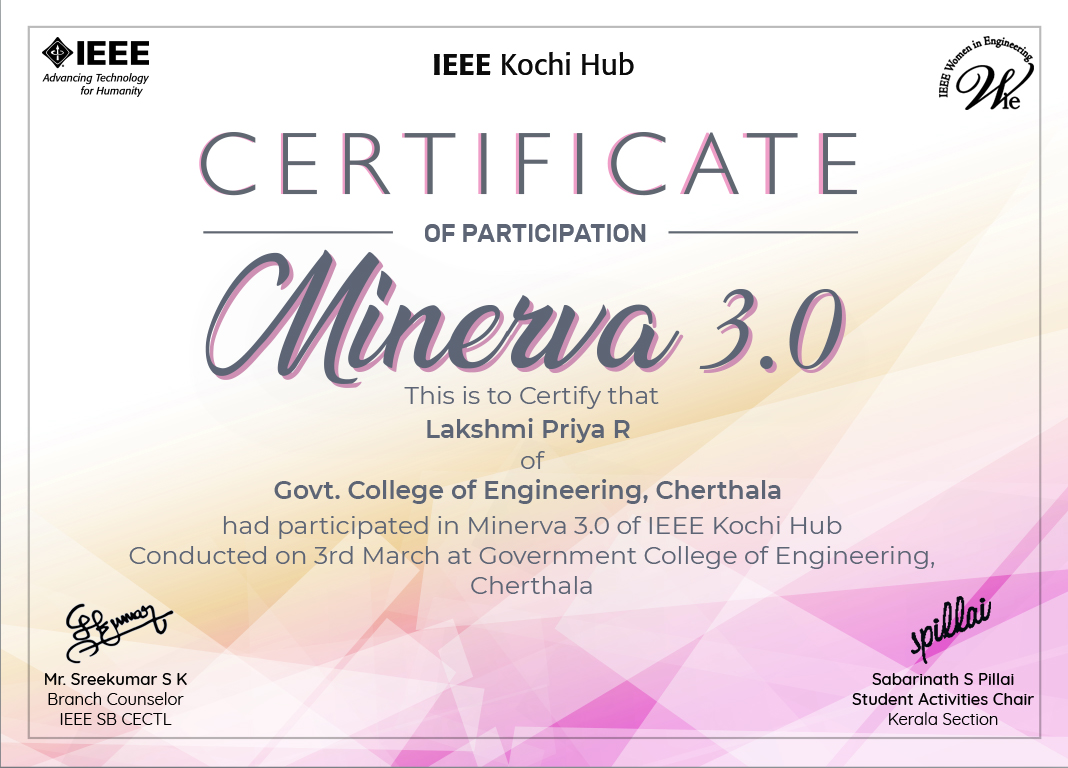 IEEE
Advancing Technology
for Humanity
IEEE Kochi Hub
IEEE Women in Engineering
Wie
CERTIFICATE
OF PARTICIPATION
Minerva 3.0
This is to Certify that
Lakshmi Priya R
of
Govt. College of Engineering, Cherthala
had participated in Minerva 3.0 of IEEE Kochi Hub
Conducted on 3rd March at Government College of Engineering,
Cherthala
spillai
Mr. Sreekumar S K
Branch Counselor
IEEE SB CECTL
Sabarinath S Pillai
Student Activities Chair
Kerala Section